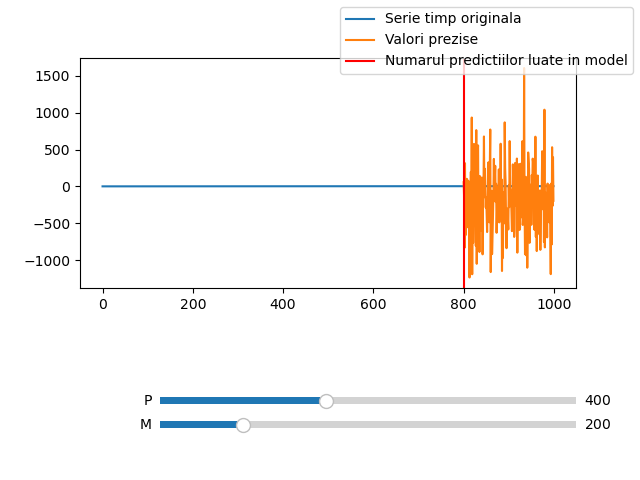 Serie timp originala
Valori prezise
Numarul predictiilor luate in model
1500
1000
500
0
−500
−1000
0 200 400 600 800 1000
P 400
M 200